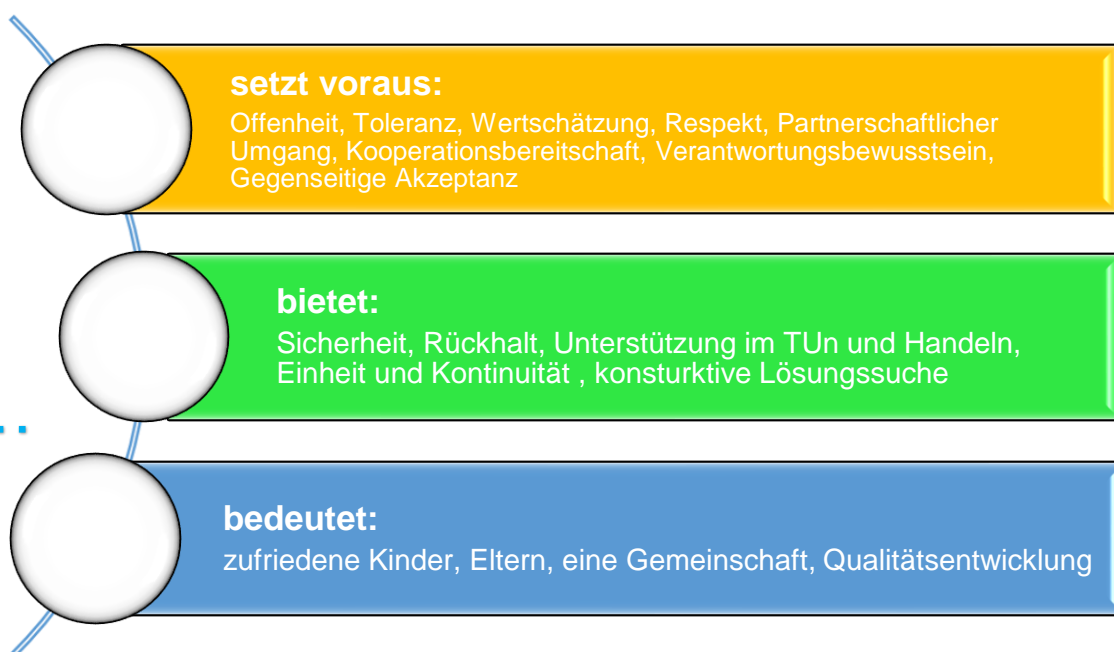 setzt voraus:
Offenheit, Toleranz, Wertschätzung, Respekt, Partnerschaftlicher
Umgang, Kooperationsbereitschaft, Verantwortungsbewusstsein,
Gegenseitige Akzeptanz
bietet:
Sicherheit, Rückhalt, Unterstützung im TUn und Handeln,
Einheit und Kontinuität , konsturktive Lösungssuche
..
bedeutet:
zufriedene Kinder, Eltern, eine Gemeinschaft, Qualitätsentwicklung